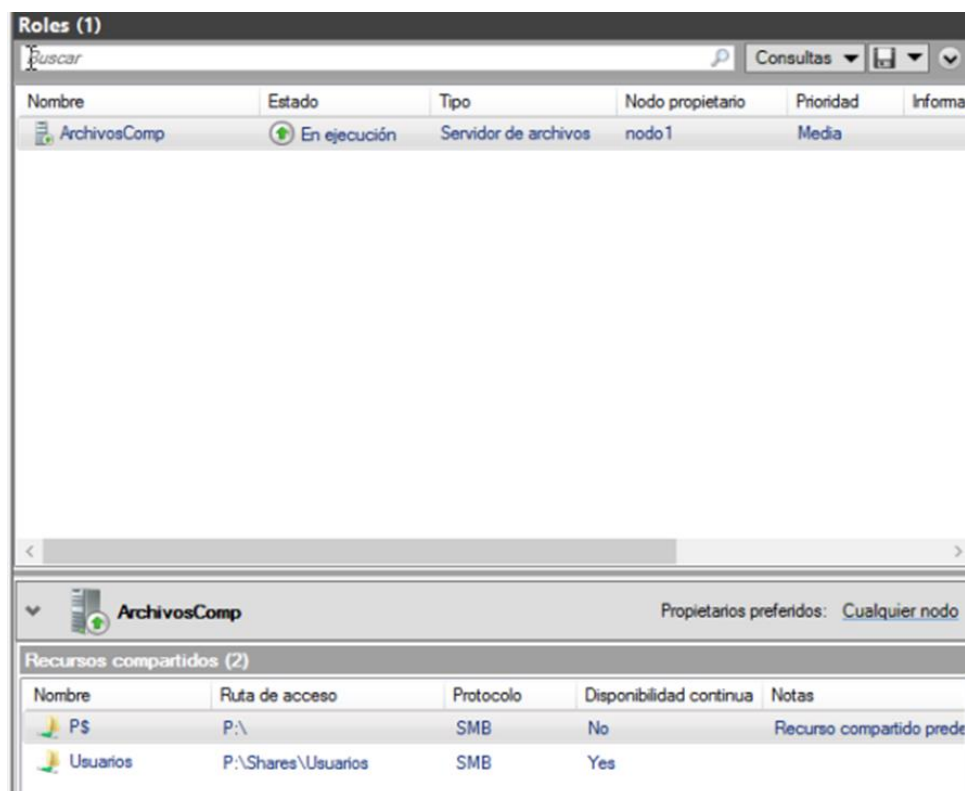 Roles (1)
Buscar Consultas
Nombre Estado Tipo Nodo propietario Prioridad Informa
ArchivosComp En ejecución Servidor de archivos nodo1 Media
ArchivosComp Propietarios preferidos: Cualquier nodo
Recursos compartidos (2)
Nombre Ruta de acceso Protocolo Disponibilidad continua Notas
P$ P:\ SMB No Recurso compartido prede
Usuarios P:\Shares\Usuarios SMB Yes